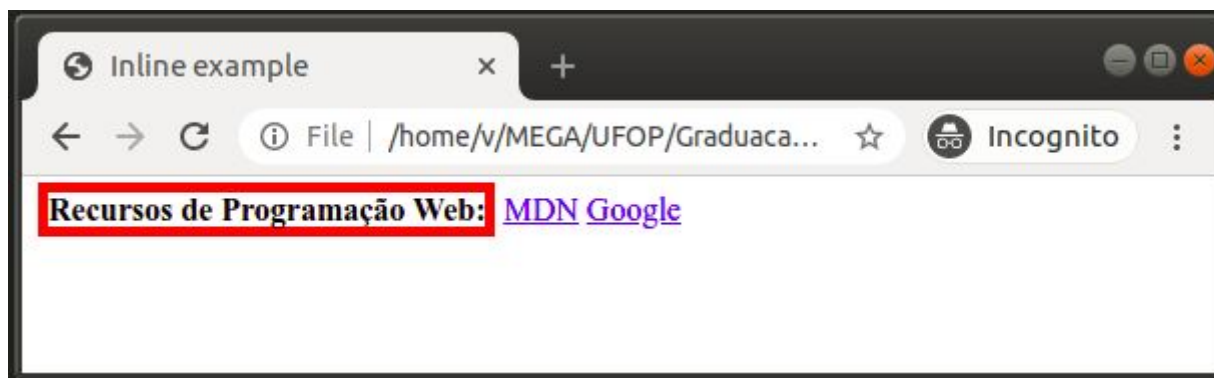 Inline example
File | /home/v/MEGA/UFOP/Graduaca... Incognito
Recursos de Programação Web: MDN Google